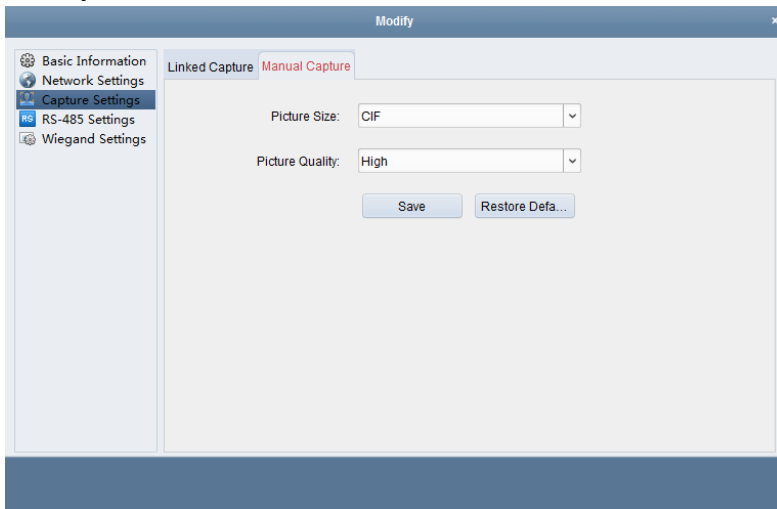 Modify
×
Basic Information
Network Settings
Capture Settings
RS RS-485 Settings
Wiegand Settings
Linked Capture Manual Capture
Picture Size: CIF
Picture Quality: High
Save Restore Defa...